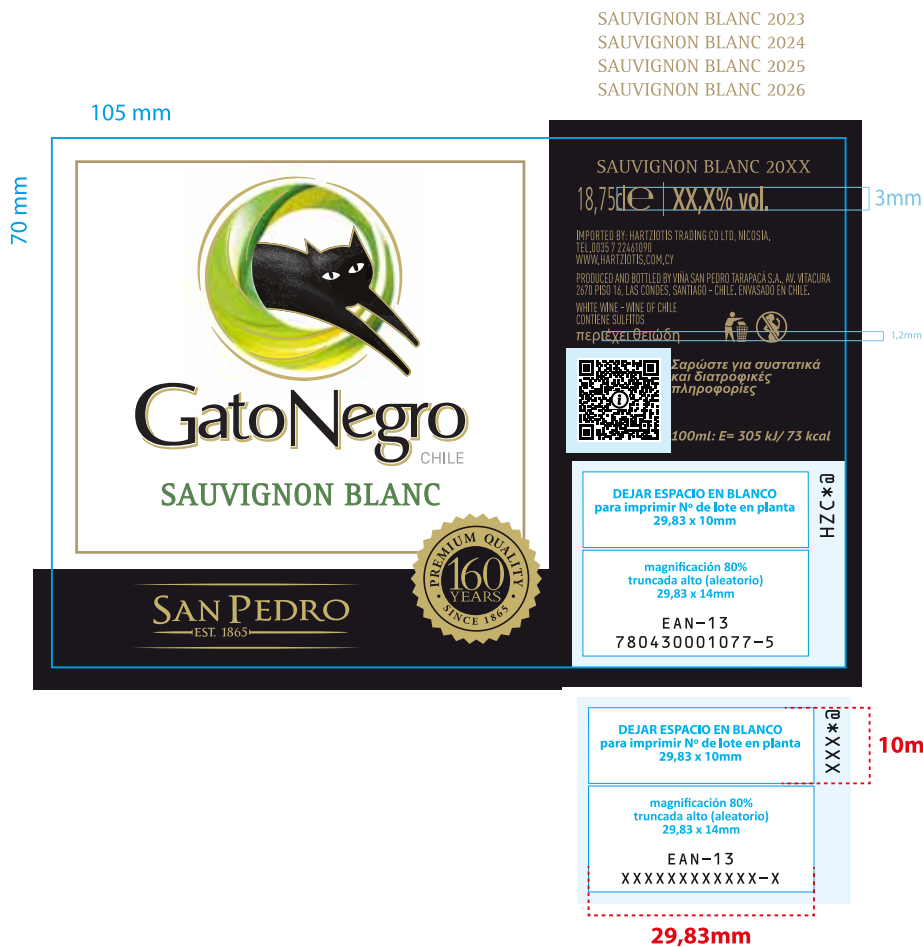 SAUVIGNON BLANC 2023
SAUVIGNON BLANC 2024
SAUVIGNON BLANC 2025
SAUVIGNON BLANC 2026
105 mm
70 mm
GatoNegro
CHILE
SAUVIGNON BLANC
PREMIUM QUALITY
160
YEARS
SINCE 1865
SAN PEDRO
EST. 1865
SAUVIGNON BLANC 20XX
18,75 e XX,X% vol.
3mm
IMPORTED BY: HARTZIOTIS TRADING CO LTD, NICOSIA,
TEL.0035 7 22461090
WWW.HARTZIOTIS.COM.CY
PRODUCED AND BOTTLED BY VIÑA SAN PEDRO TARAPACÁ S.A., AV. VITACURA
2670 PISO 16, LAS CONDES, SANTIAGO - CHILE. ENVASADO EN CHILE.
WHITE WINE - WINE OF CHILE
CONTIENE SULFITOS
περιέχει θειώδη
1,2mm
Σαρώστε για συστατικά
και διατροφικές
πληροφορίες
100ml: E= 305 kJ/ 73 kcal
DEJAR ESPACIO EN BLANCO
para imprimir Nº de lote en planta
29,83 x 10mm
HZC*@
magnificación 80%
truncada alto (aleatorio)
29,83 x 14mm
EAN-13
780430001077-5
DEJAR ESPACIO EN BLANCO
para imprimir Nº de lote en planta
29,83 x 10mm
XXX*@
10m
magnificación 80%
truncada alto (aleatorio)
29,83 x 14mm
EAN-13
XXXXXXXXXXXX-X
29,83mm